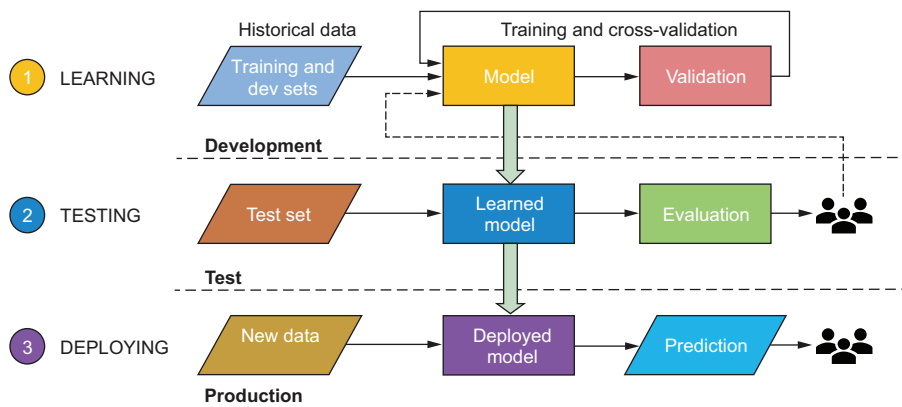 Historical data
Training and cross-validation
1 LEARNING
Training and
dev sets
Model
Validation
Development
2 TESTING
Test set
Learned
model
Evaluation
Test
3 DEPLOYING
New data
Deployed
model
Prediction
Production